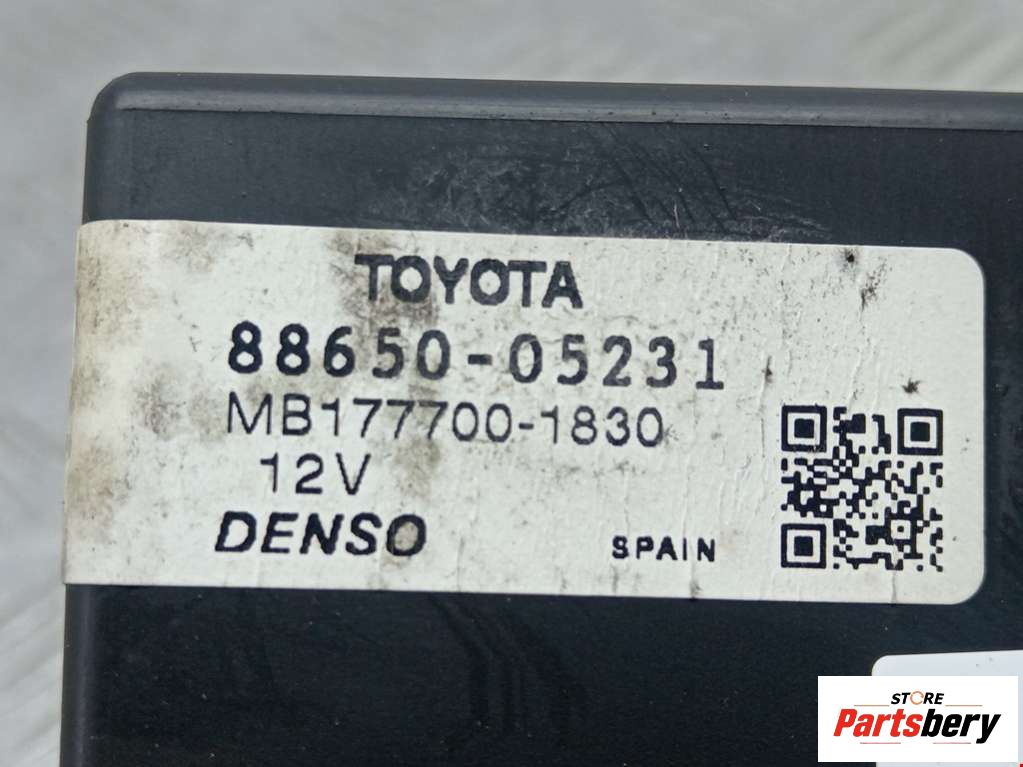 TOYOTA
88650-05231
MB177700-1830
12V
DENSO
SPAIN
STORE
Partsbery